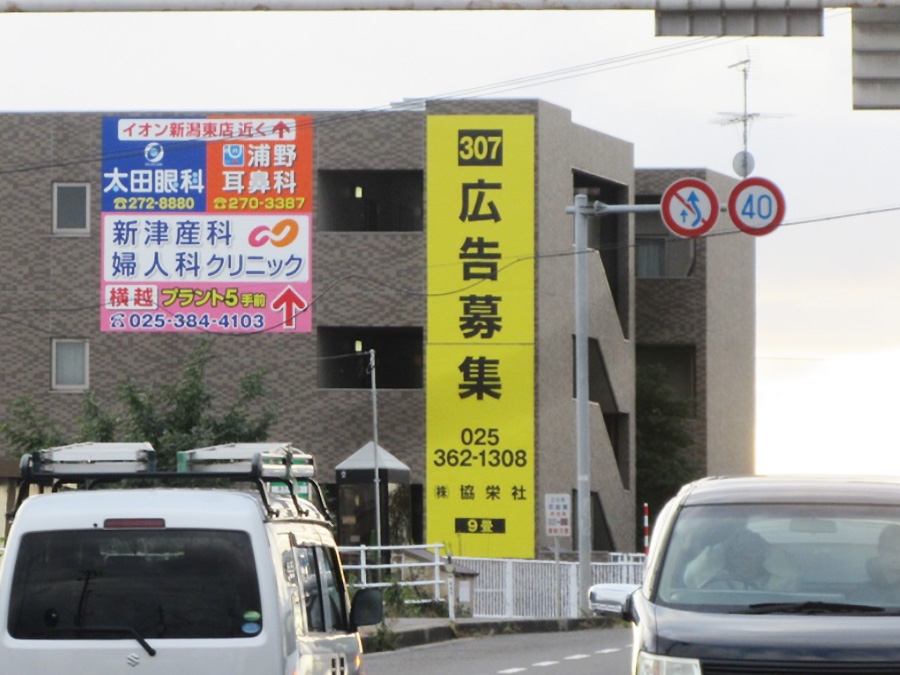 イオン新潟東店 近く↑
太田眼科
☎272-8880
浦野
耳鼻科
☎270-3387
新津産科
婦人科クリニック
横越 プラント5手前
☎025-384-4103
307
広告募集
025
362-1308
㈱協栄社
9畳
40